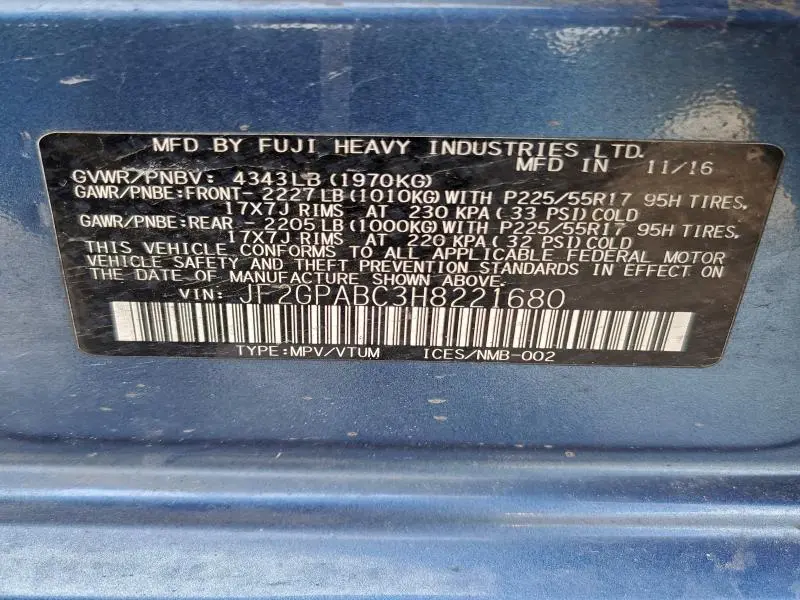 MFD BY FUJI HEAVY INDUSTRIES LTD.
MFD IN 11/16
GVWR/PNBV: 4343LB (1970KG)
GAWR/PNBE:FRONT-2227LB(1010KG)WITH P225/55R17 95H TIRES.
17X7J RIMS AT 230 KPA (33 PSI)COLD
GAWR/PNBE:REAR -2205LB(1000KG)WITH P225/55R17 95H TIRES.
17X7J RIMS AT 220 KPA (32 PSI)COLD
THIS VEHICLE CONFORMS TO ALL APPLICABLE FEDERAL MOTOR
VEHICLE SAFETY AND THEFT PREVENTION STANDARDS IN EFFECT ON
THE DATE OF MANUFACTURE SHOWN ABOVE.
VIN: JF2GPABC3H8221680
TYPE:MPV/VTUM ICES/NMB-002